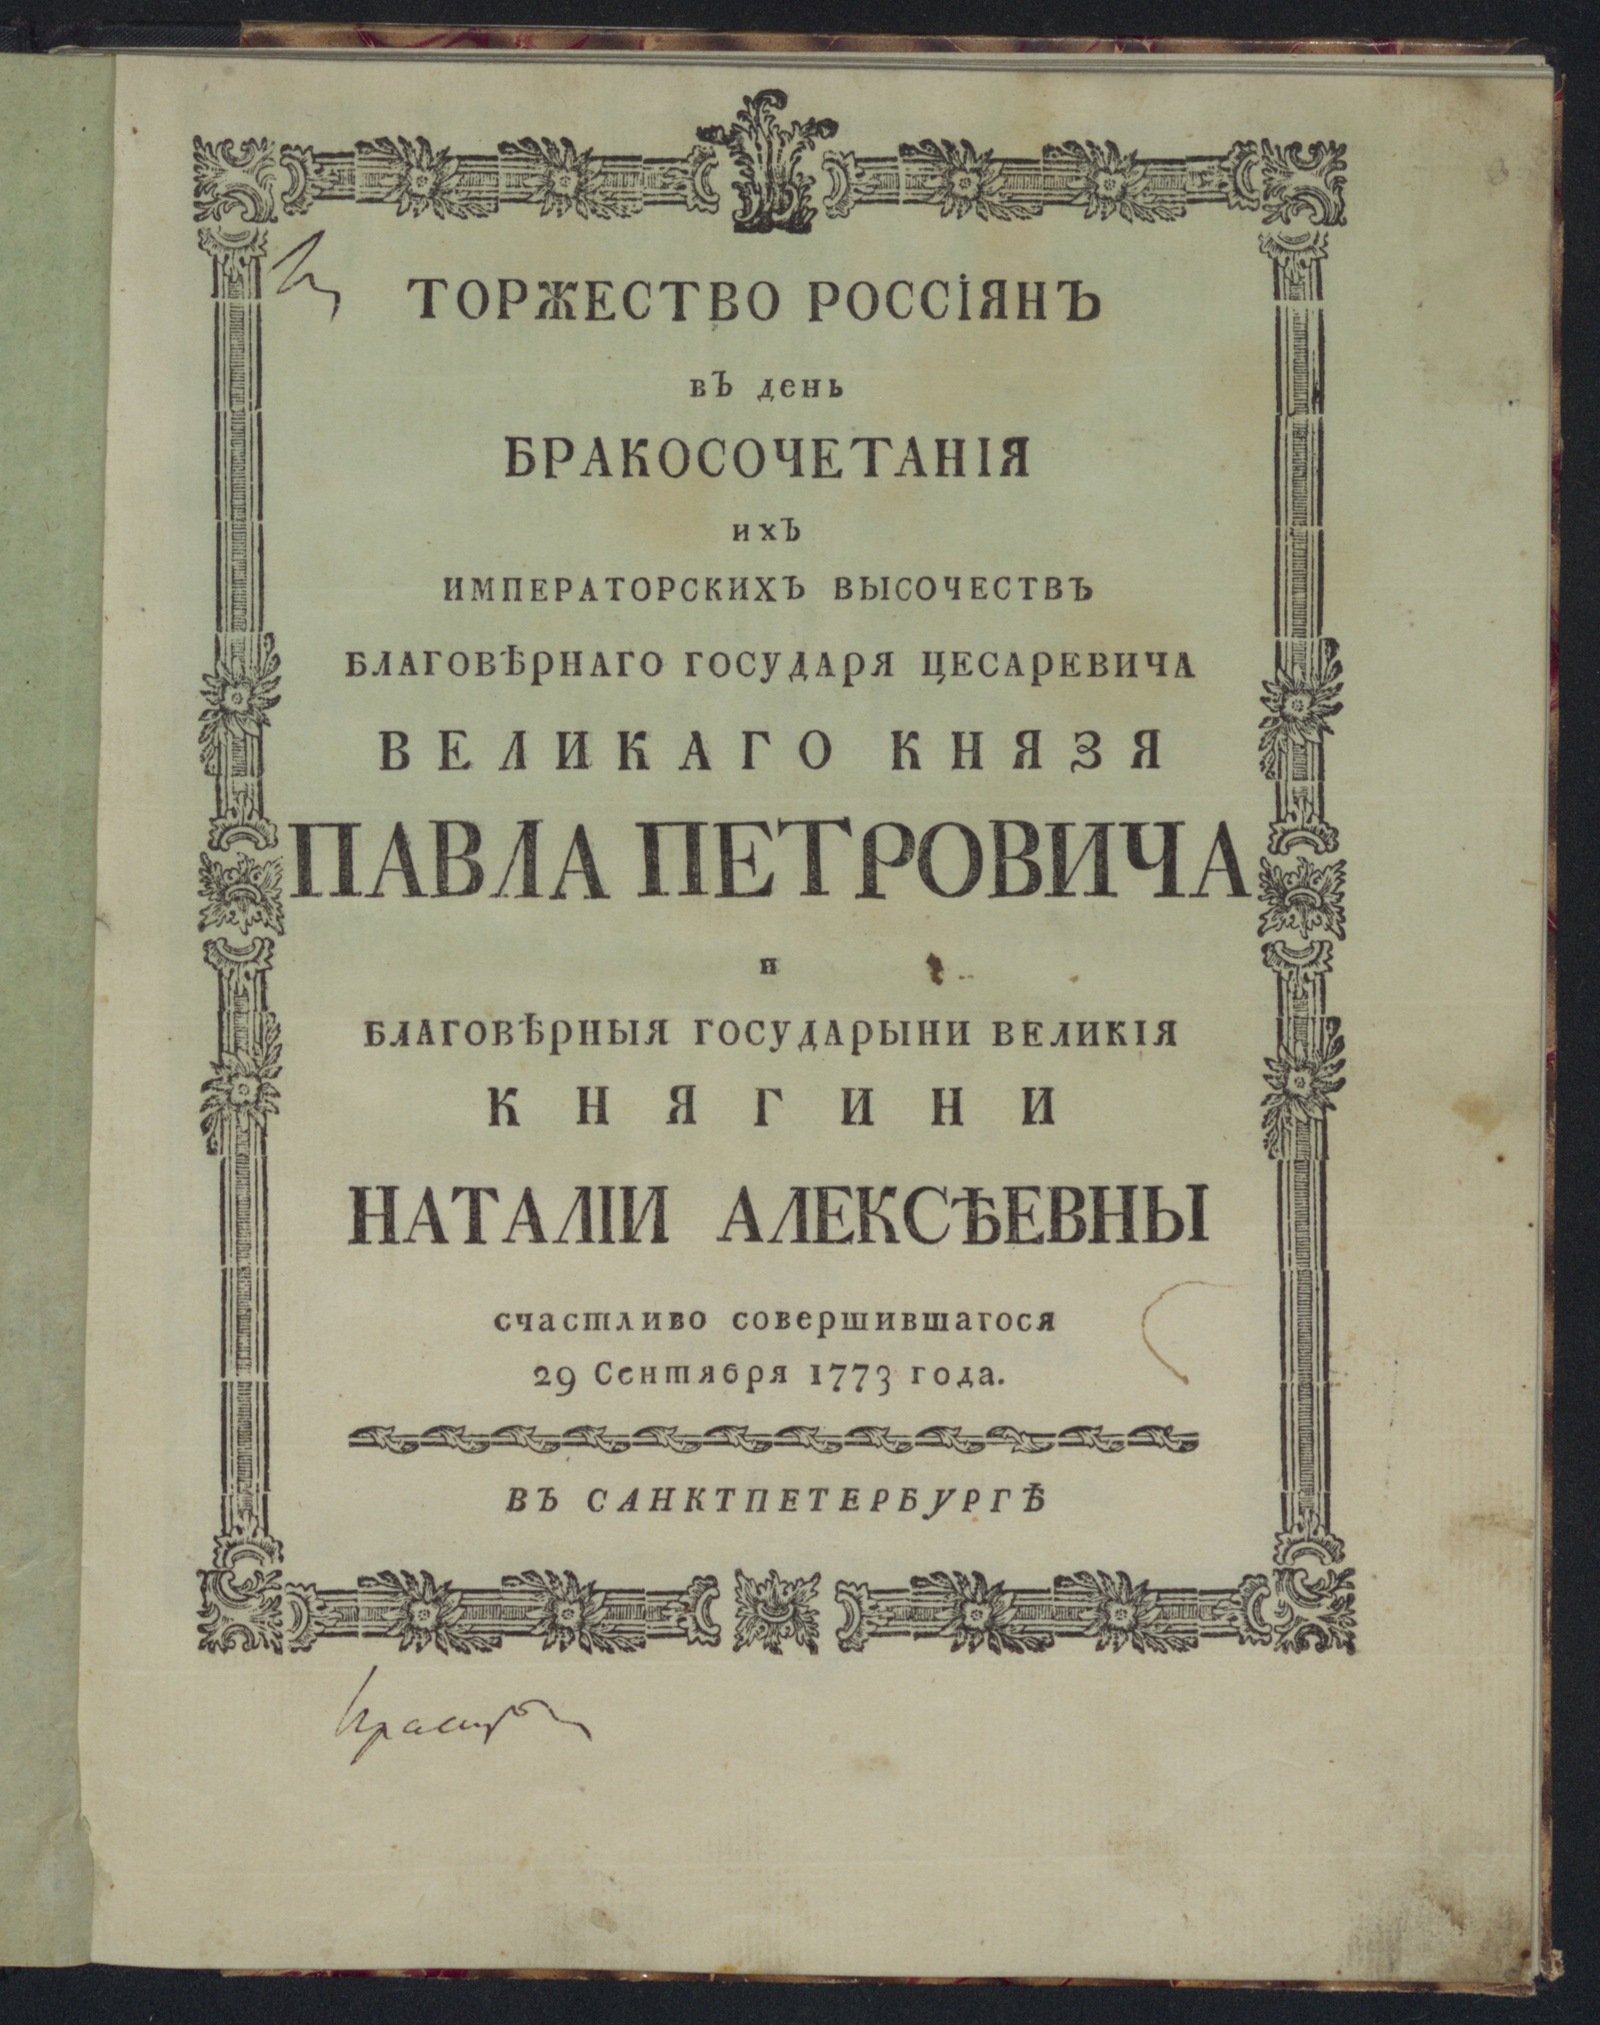 ТОРЖЕСТВО РОССІЯНЪ
въ день
БРАКОСОЧЕТАНІЯ
ихъ
ИМПЕРАТОРСКИХЪ ВЫСОЧЕСТВЪ
БЛАГОВѢРНАГО ГОСУДАРЯ ЦЕСАРЕВИЧА
ВЕЛИКАГО КНЯЗЯ
ПАВЛА ПЕТРОВИЧА
и
БЛАГОВѢРНЫЯ ГОСУДАРЫНИ ВЕЛИКІЯ
КНЯГИНИ
НАТАЛІИ АЛЕКСѢЕВНЫ
счастливо совершившагося
29 Сентября 1773 года.
ВЪ САНКТПЕТЕРБУРГѢ